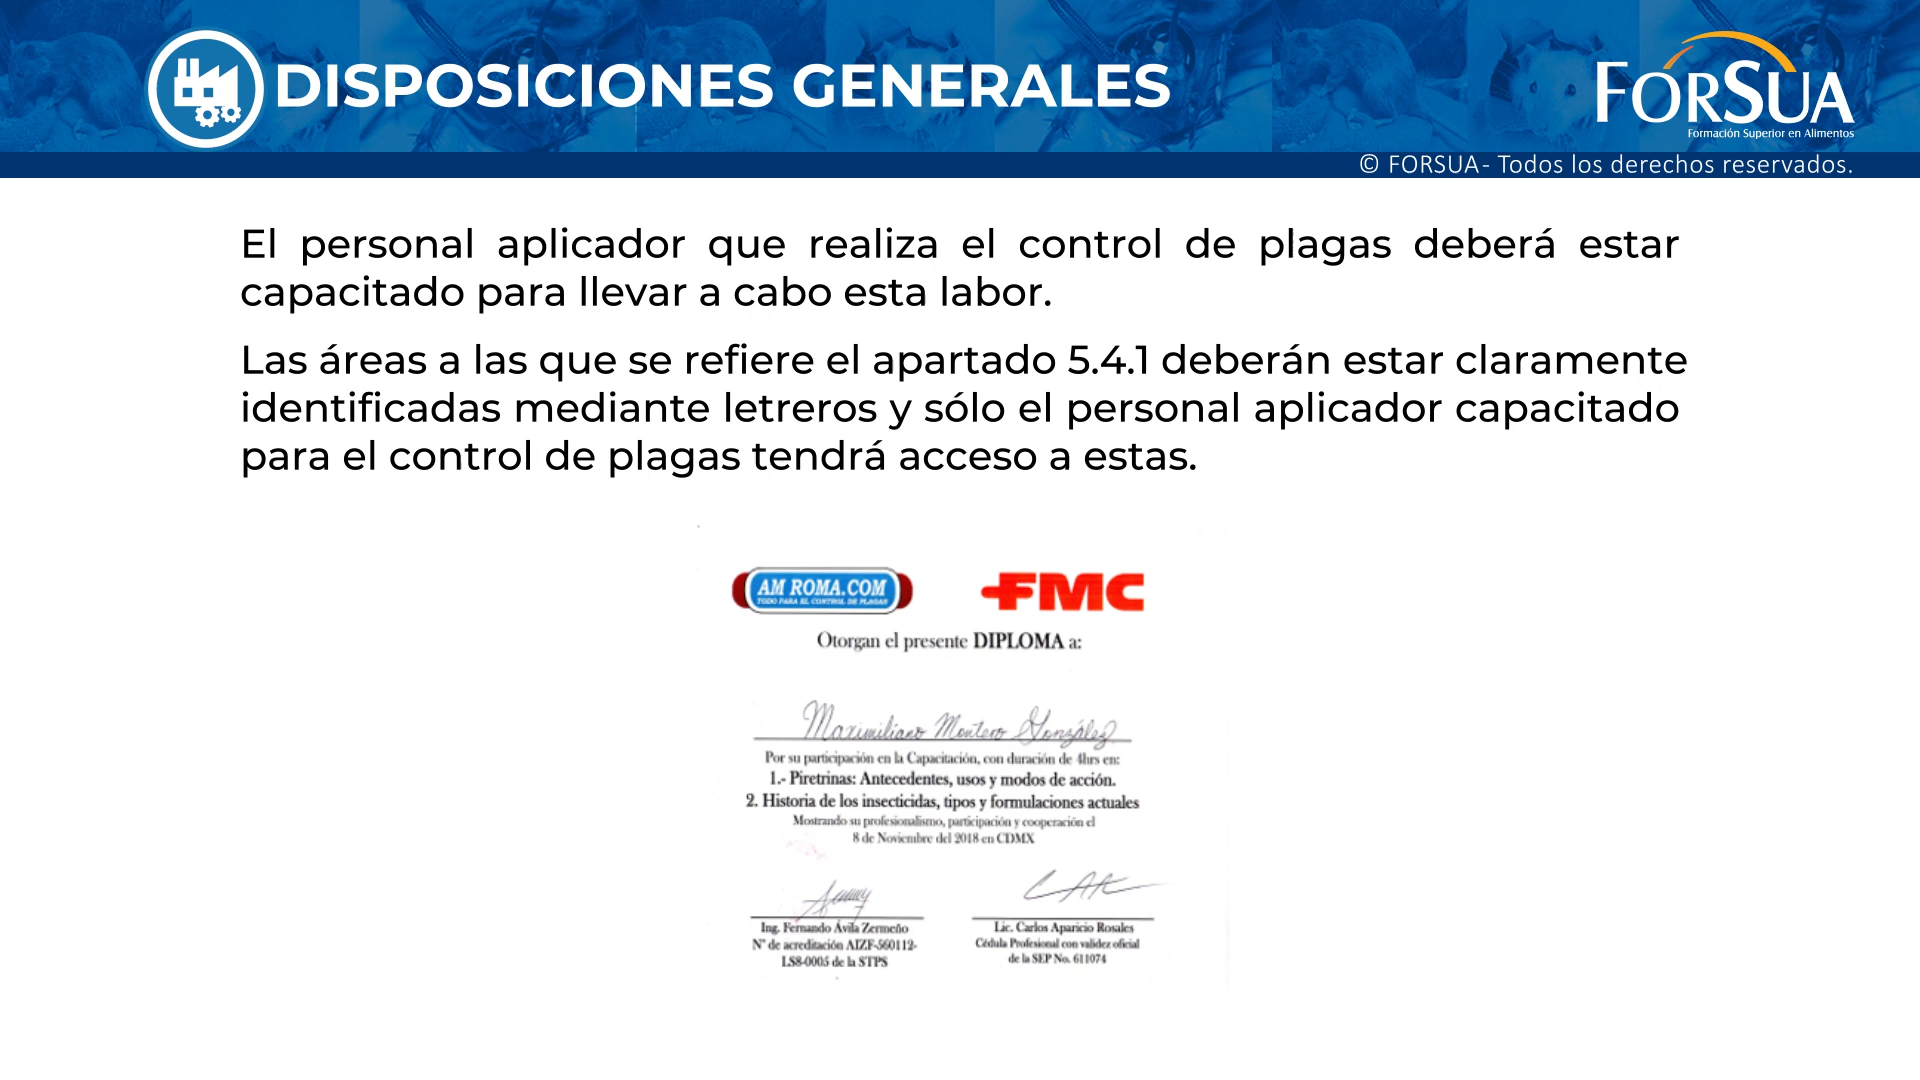 DISPOSICIONES GENERALES
FORSUA
Formación Superior en Alimentos
© FORSUA- Todos los derechos reservados.
El personal aplicador que realiza el control de plagas deberá estar
capacitado para llevar a cabo esta labor.
Las áreas a las que se refiere el apartado 5.4.1 deberán estar claramente
identificadas mediante letreros y sólo el personal aplicador capacitado
para el control de plagas tendrá acceso a estas.
AM ROMA.COM
TODO PARA EL CONTROL DE PLAGAS
FMC
Otorgan el presente DIPLOMA a:
Maximiliano Montero González
Por su participación en la Capacitación, con duración de 4hrs en:
1.- Piretrinas: Antecedentes, usos y modos de acción.
2. Historia de los insecticidas, tipos y formulaciones actuales
Mostrando su profesionalismo, participación y cooperación el
8 de Noviembre del 2018 en CDMX
Ing. Fernando Ávila Zermeño
N° de acreditación AIZF-560112-
LS8-0005 de la STPS
Lic. Carlos Aparicio Rosales
Cédula Profesional con validez oficial
de la SEP No. 611074